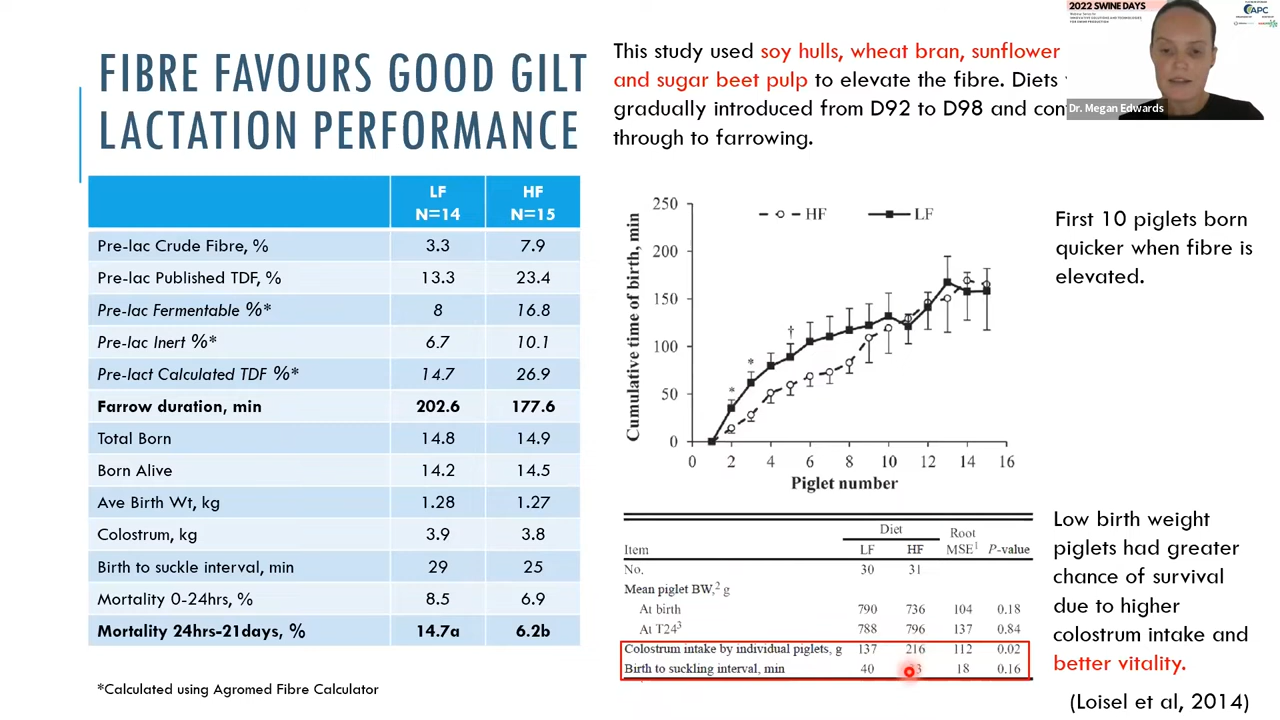 FIBRE FAVOURS GOOD GILT
LACTATION PERFORMANCE
This study used soy hulls, wheat bran, sunflower
and sugar beet pulp to elevate the fibre. Diets
gradually introduced from D92 to D98 and con
through to farrowing.
2022 SWINE DAYS
APC
Dr. Megan Edwards
LF HF
N=14 N=15
Pre-lac Crude Fibre, % 3.3 7.9
Pre-lac Published TDF, % 13.3 23.4
Pre-lac Fermentable %* 8 16.8
Pre-lac Inert %* 6.7 10.1
Pre-lact Calculated TDF %* 14.7 26.9
Farrow duration, min 202.6 177.6
Total Born 14.8 14.9
Born Alive 14.2 14.5
Ave Birth Wt, kg 1.28 1.27
Colostrum, kg 3.9 3.8
Birth to suckle interval, min 29 25
Mortality 0-24hrs, % 8.5 6.9
Mortality 24hrs-21days, % 14.7a 6.2b
*Calculated using Agromed Fibre Calculator
Cumulative time of birth, min
250
200
150
100
50
0
HF LF
* * †
0 2 4 6 8 10 12 14 16
Piglet number
First 10 piglets born
quicker when fibre is
elevated.
Diet Root
Item LF HF MSE¹ P-value
No. 30 31
Mean piglet BW,² g
At birth 790 736 104 0.18
At T24³ 788 796 137 0.84
Colostrum intake by individual piglets, g 137 216 112 0.02
Birth to suckling interval, min 40 3 18 0.16
Low birth weight
piglets had greater
chance of survival
due to higher
colostrum intake and
better vitality.
(Loisel et al, 2014)